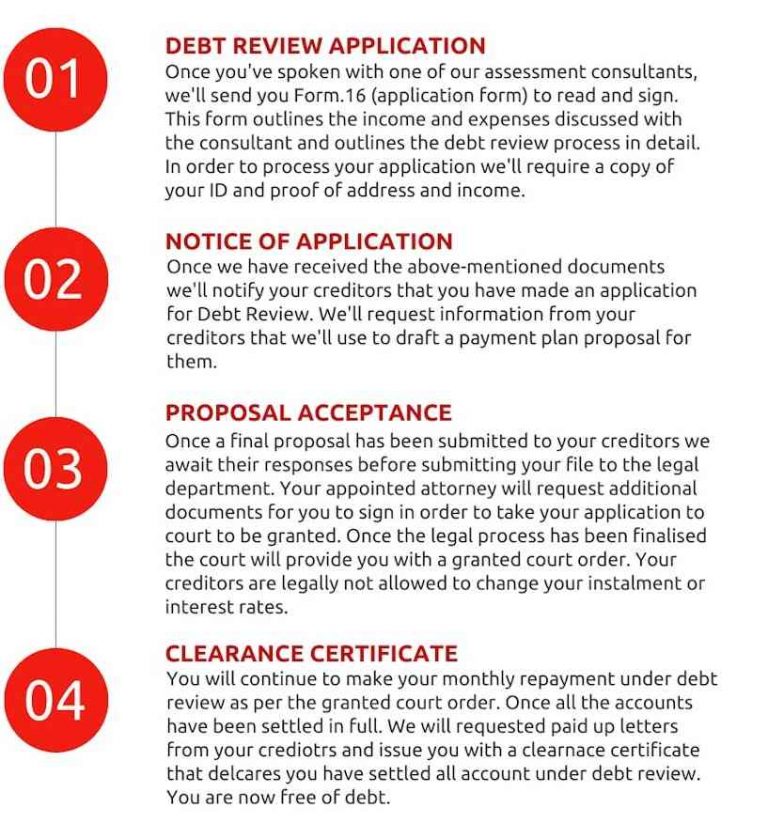 01
DEBT REVIEW APPLICATION
Once you've spoken with one of our assessment consultants,
we'll send you Form.16 (application form) to read and sign.
This form outlines the income and expenses discussed with
the consultant and outlines the debt review process in detail.
In order to process your application we'll require a copy of
your ID and proof of address and income.
02
NOTICE OF APPLICATION
Once we have received the above-mentioned documents
we'll notify your creditors that you have made an application
for Debt Review. We'll request information from your
creditors that we'll use to draft a payment plan proposal for
them.
03
PROPOSAL ACCEPTANCE
Once a final proposal has been submitted to your creditors we
await their responses before submitting your file to the legal
department. Your appointed attorney will request additional
documents for you to sign in order to take your application to
court to be granted. Once the legal process has been finalised
the court will provide you with a granted court order. Your
creditors are legally not allowed to change your instalment or
interest rates.
04
CLEARANCE CERTIFICATE
You will continue to make your monthly repayment under debt
review as per the granted court order. Once all the accounts
have been settled in full. We will requested paid up letters
from your crediotrs and issue you with a clearnace certificate
that delcares you have settled all account under debt review.
You are now free of debt.